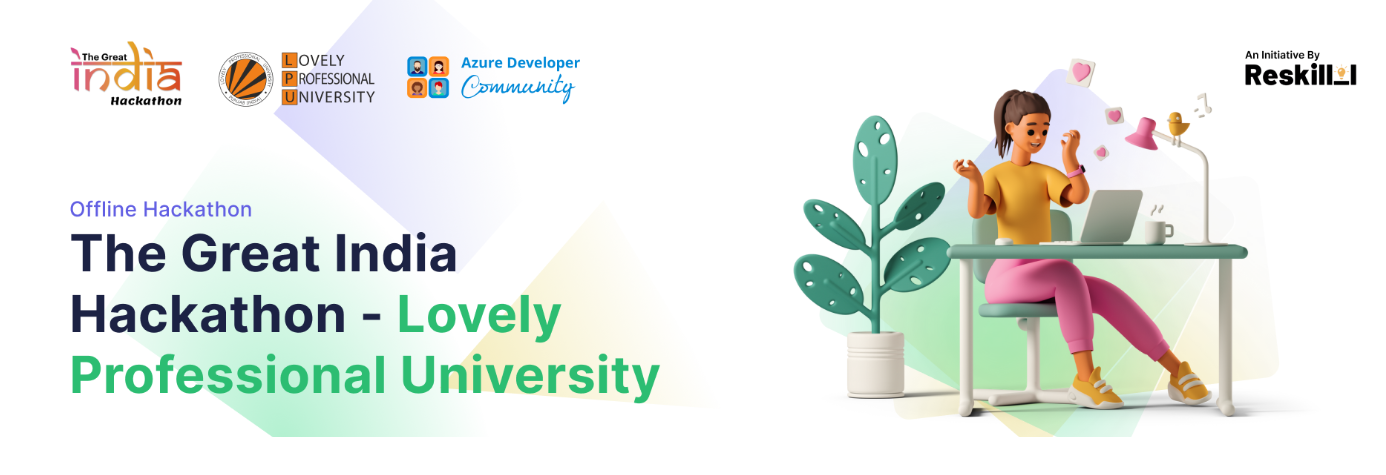 The Great
india
Hackathon
LOVELY
PROFESSIONAL
UNIVERSITY
Azure Developer
Community
An Initiative By
Reskilll
Offline Hackathon
The Great India
Hackathon - Lovely
Professional University